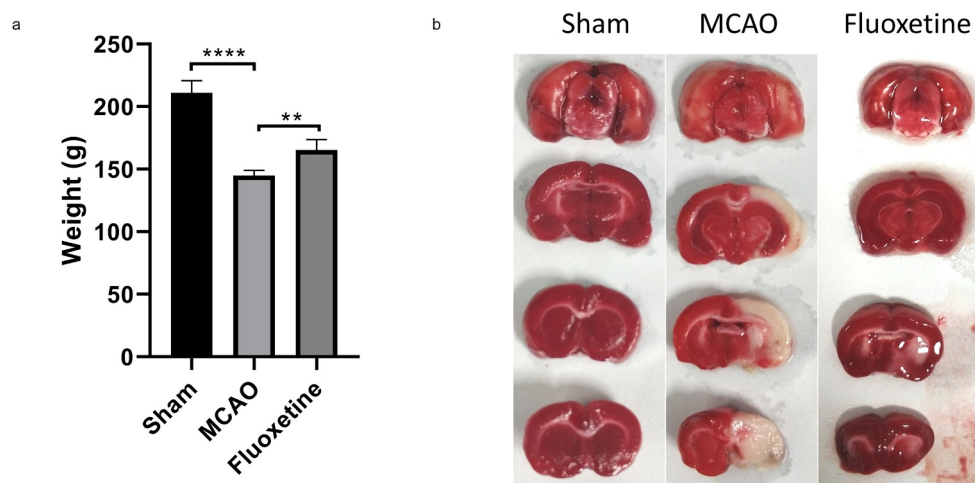 a
250
200
150
100
50
0
Weight (g)
****
**
Sham
MCAO
Fluoxetine
b
Sham MCAO Fluoxetine